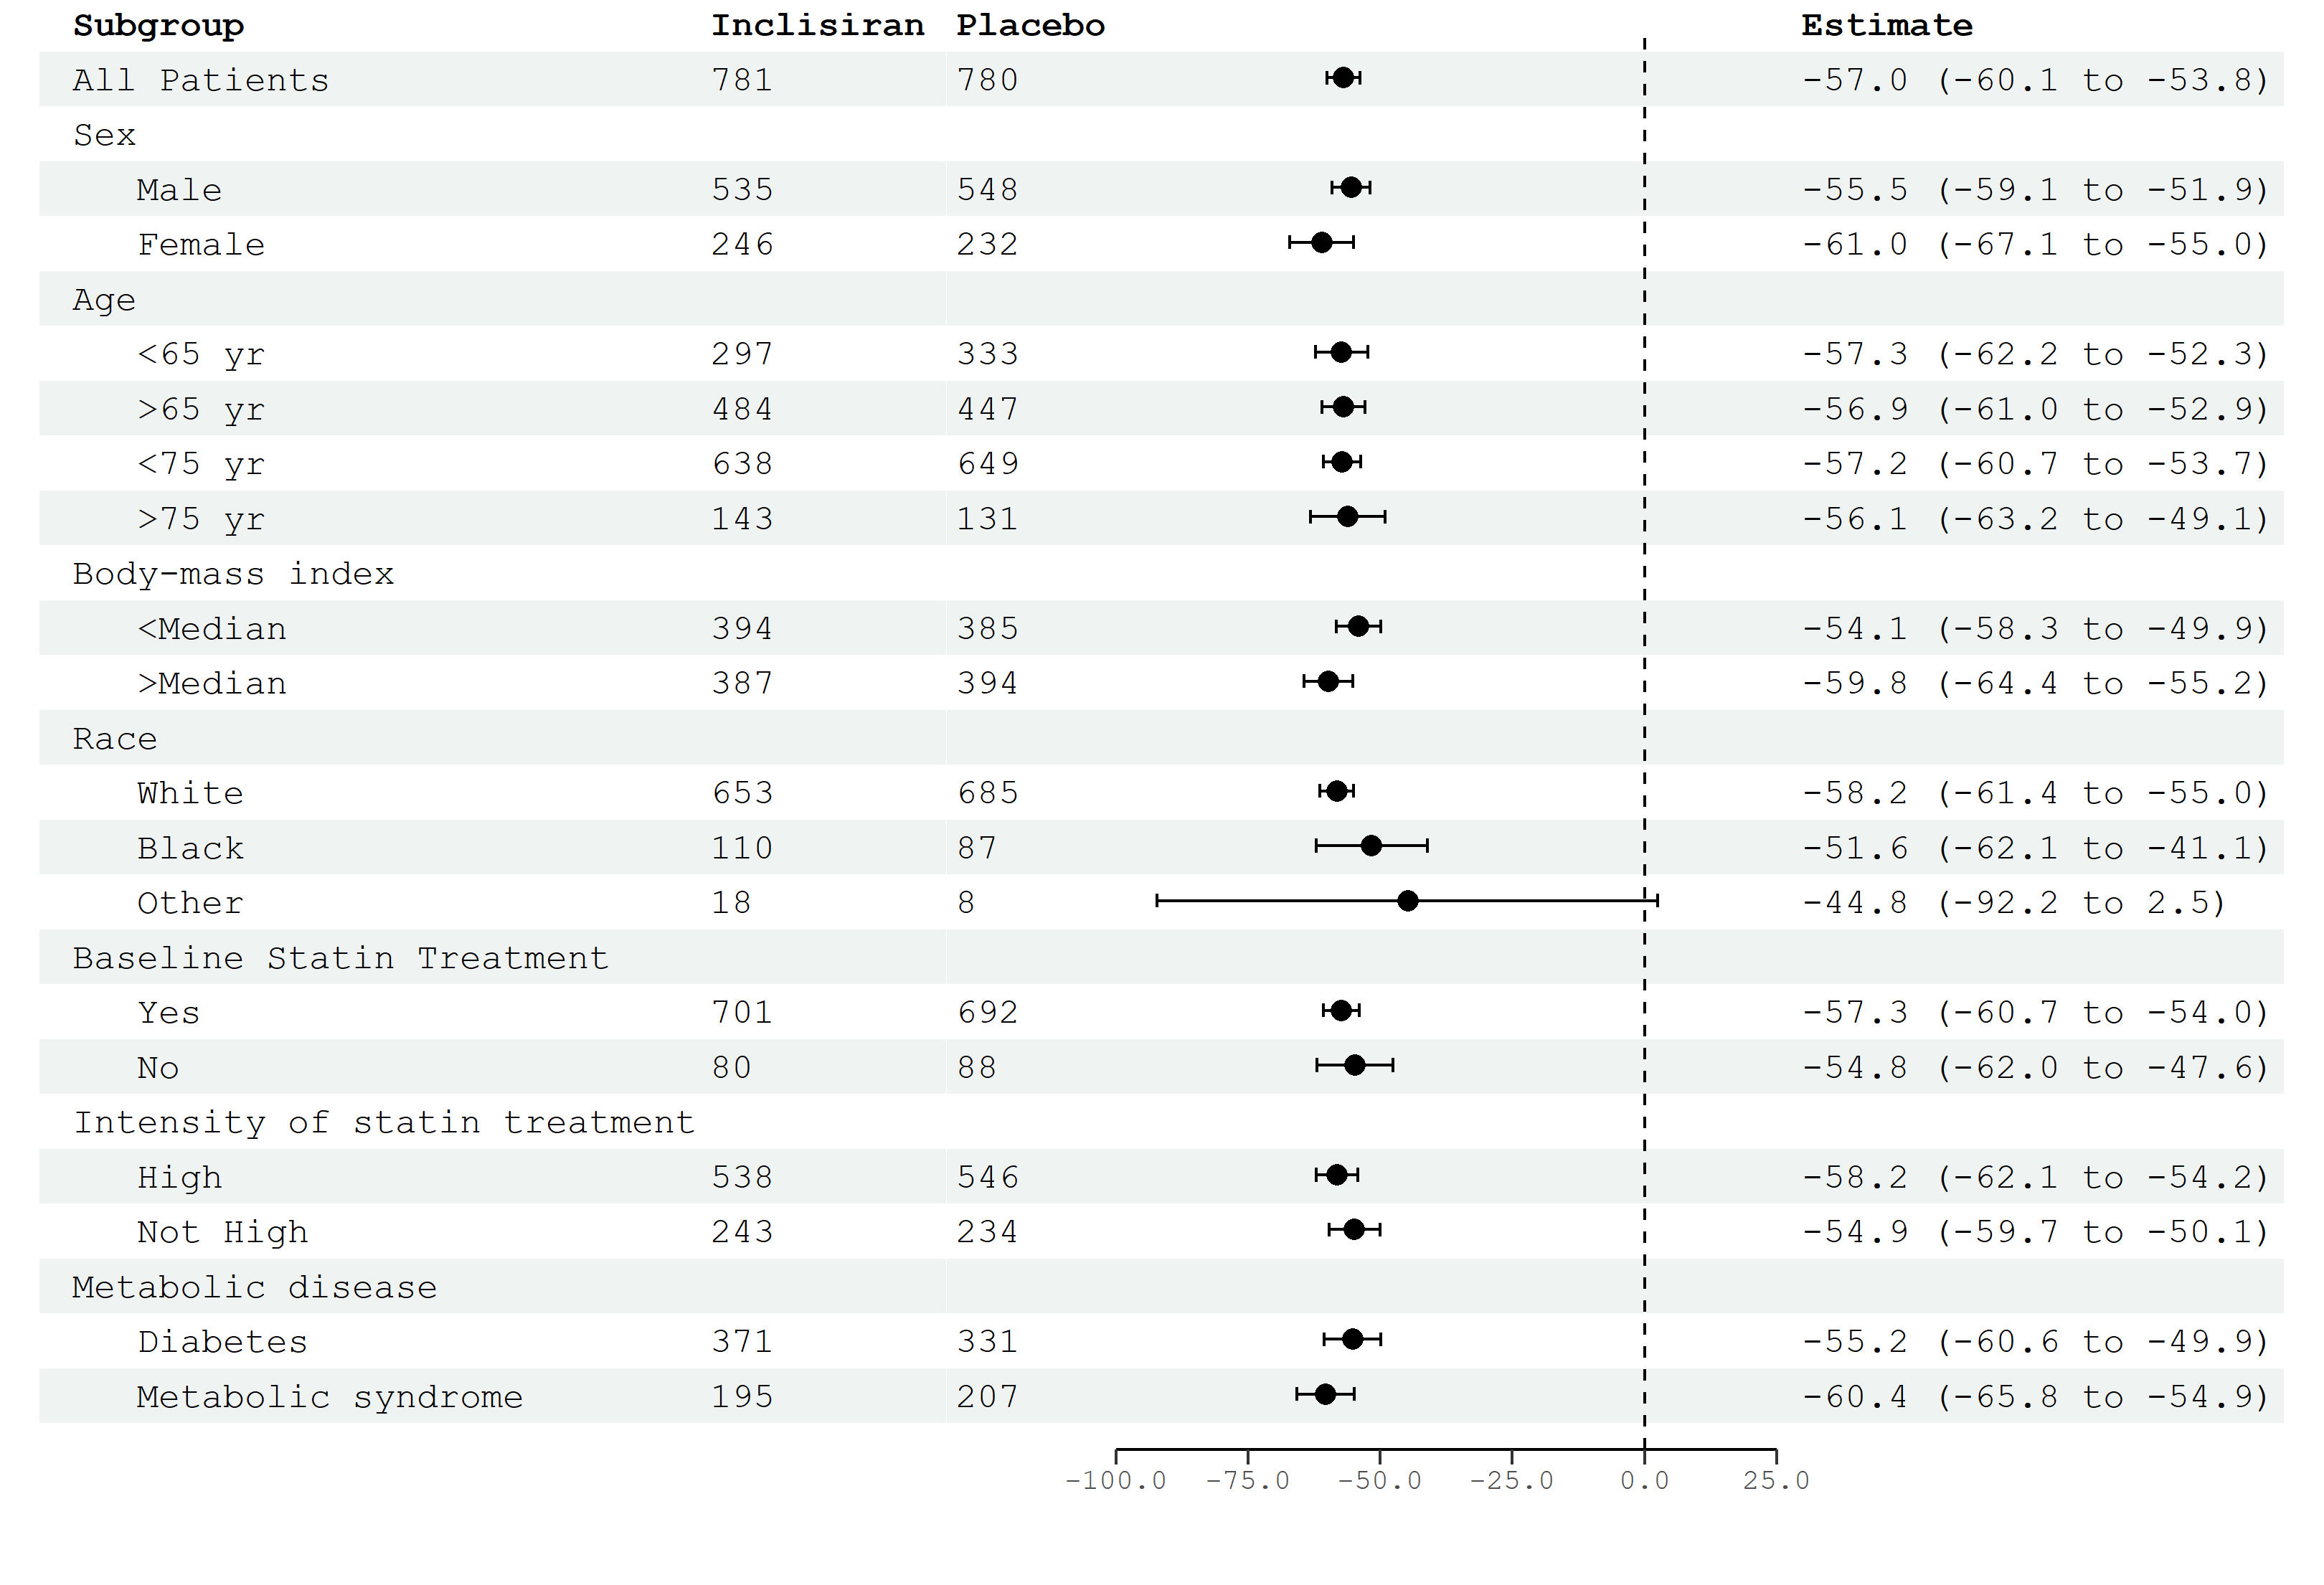 Subgroup Inclisiran Placebo Estimate
All Patients 781 780 -57.0 (-60.1 to -53.8)
Sex
Male 535 548 -55.5 (-59.1 to -51.9)
Female 246 232 -61.0 (-67.1 to -55.0)
Age
<65 yr 297 333 -57.3 (-62.2 to -52.3)
>65 yr 484 447 -56.9 (-61.0 to -52.9)
<75 yr 638 649 -57.2 (-60.7 to -53.7)
>75 yr 143 131 -56.1 (-63.2 to -49.1)
Body-mass index
<Median 394 385 -54.1 (-58.3 to -49.9)
>Median 387 394 -59.8 (-64.4 to -55.2)
Race
White 653 685 -58.2 (-61.4 to -55.0)
Black 110 87 -51.6 (-62.1 to -41.1)
Other 18 8 -44.8 (-92.2 to 2.5)
Baseline Statin Treatment
Yes 701 692 -57.3 (-60.7 to -54.0)
No 80 88 -54.8 (-62.0 to -47.6)
Intensity of statin treatment
High 538 546 -58.2 (-62.1 to -54.2)
Not High 243 234 -54.9 (-59.7 to -50.1)
Metabolic disease
Diabetes 371 331 -55.2 (-60.6 to -49.9)
Metabolic syndrome 195 207 -60.4 (-65.8 to -54.9)
-100.0 -75.0 -50.0 -25.0 0.0 25.0